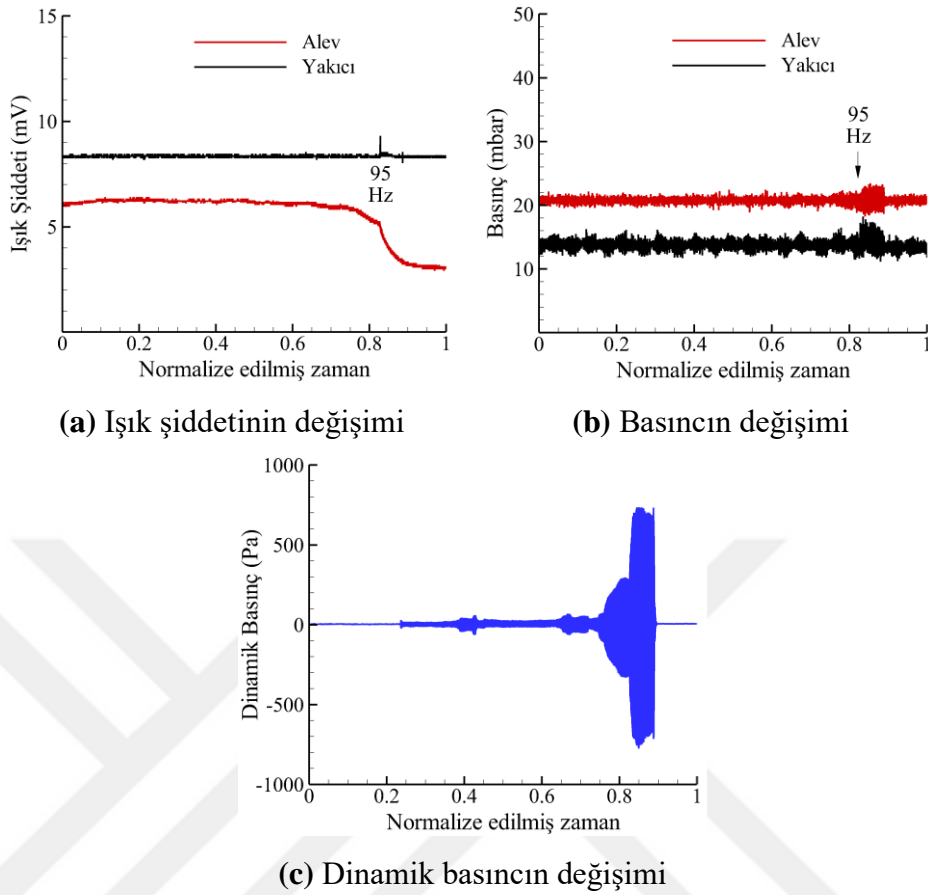 15
10
5
Işık Şiddeti (mV)
Alev
Yakıcı
95
Hz
0 0.2 0.4 0.6 0.8 1
Normalize edilmiş zaman
(a) Işık şiddetinin değişimi
50
40
30
20
10
Basınç (mbar)
Alev
Yakıcı
95
Hz
0 0.2 0.4 0.6 0.8 1
Normalize edilmiş zaman
(b) Basıncın değişimi
1000
500
0
-500
-1000
Dinamik Basınç (Pa)
0 0.2 0.4 0.6 0.8 1
Normalize edilmiş zaman
(c) Dinamik basıncın değişimi